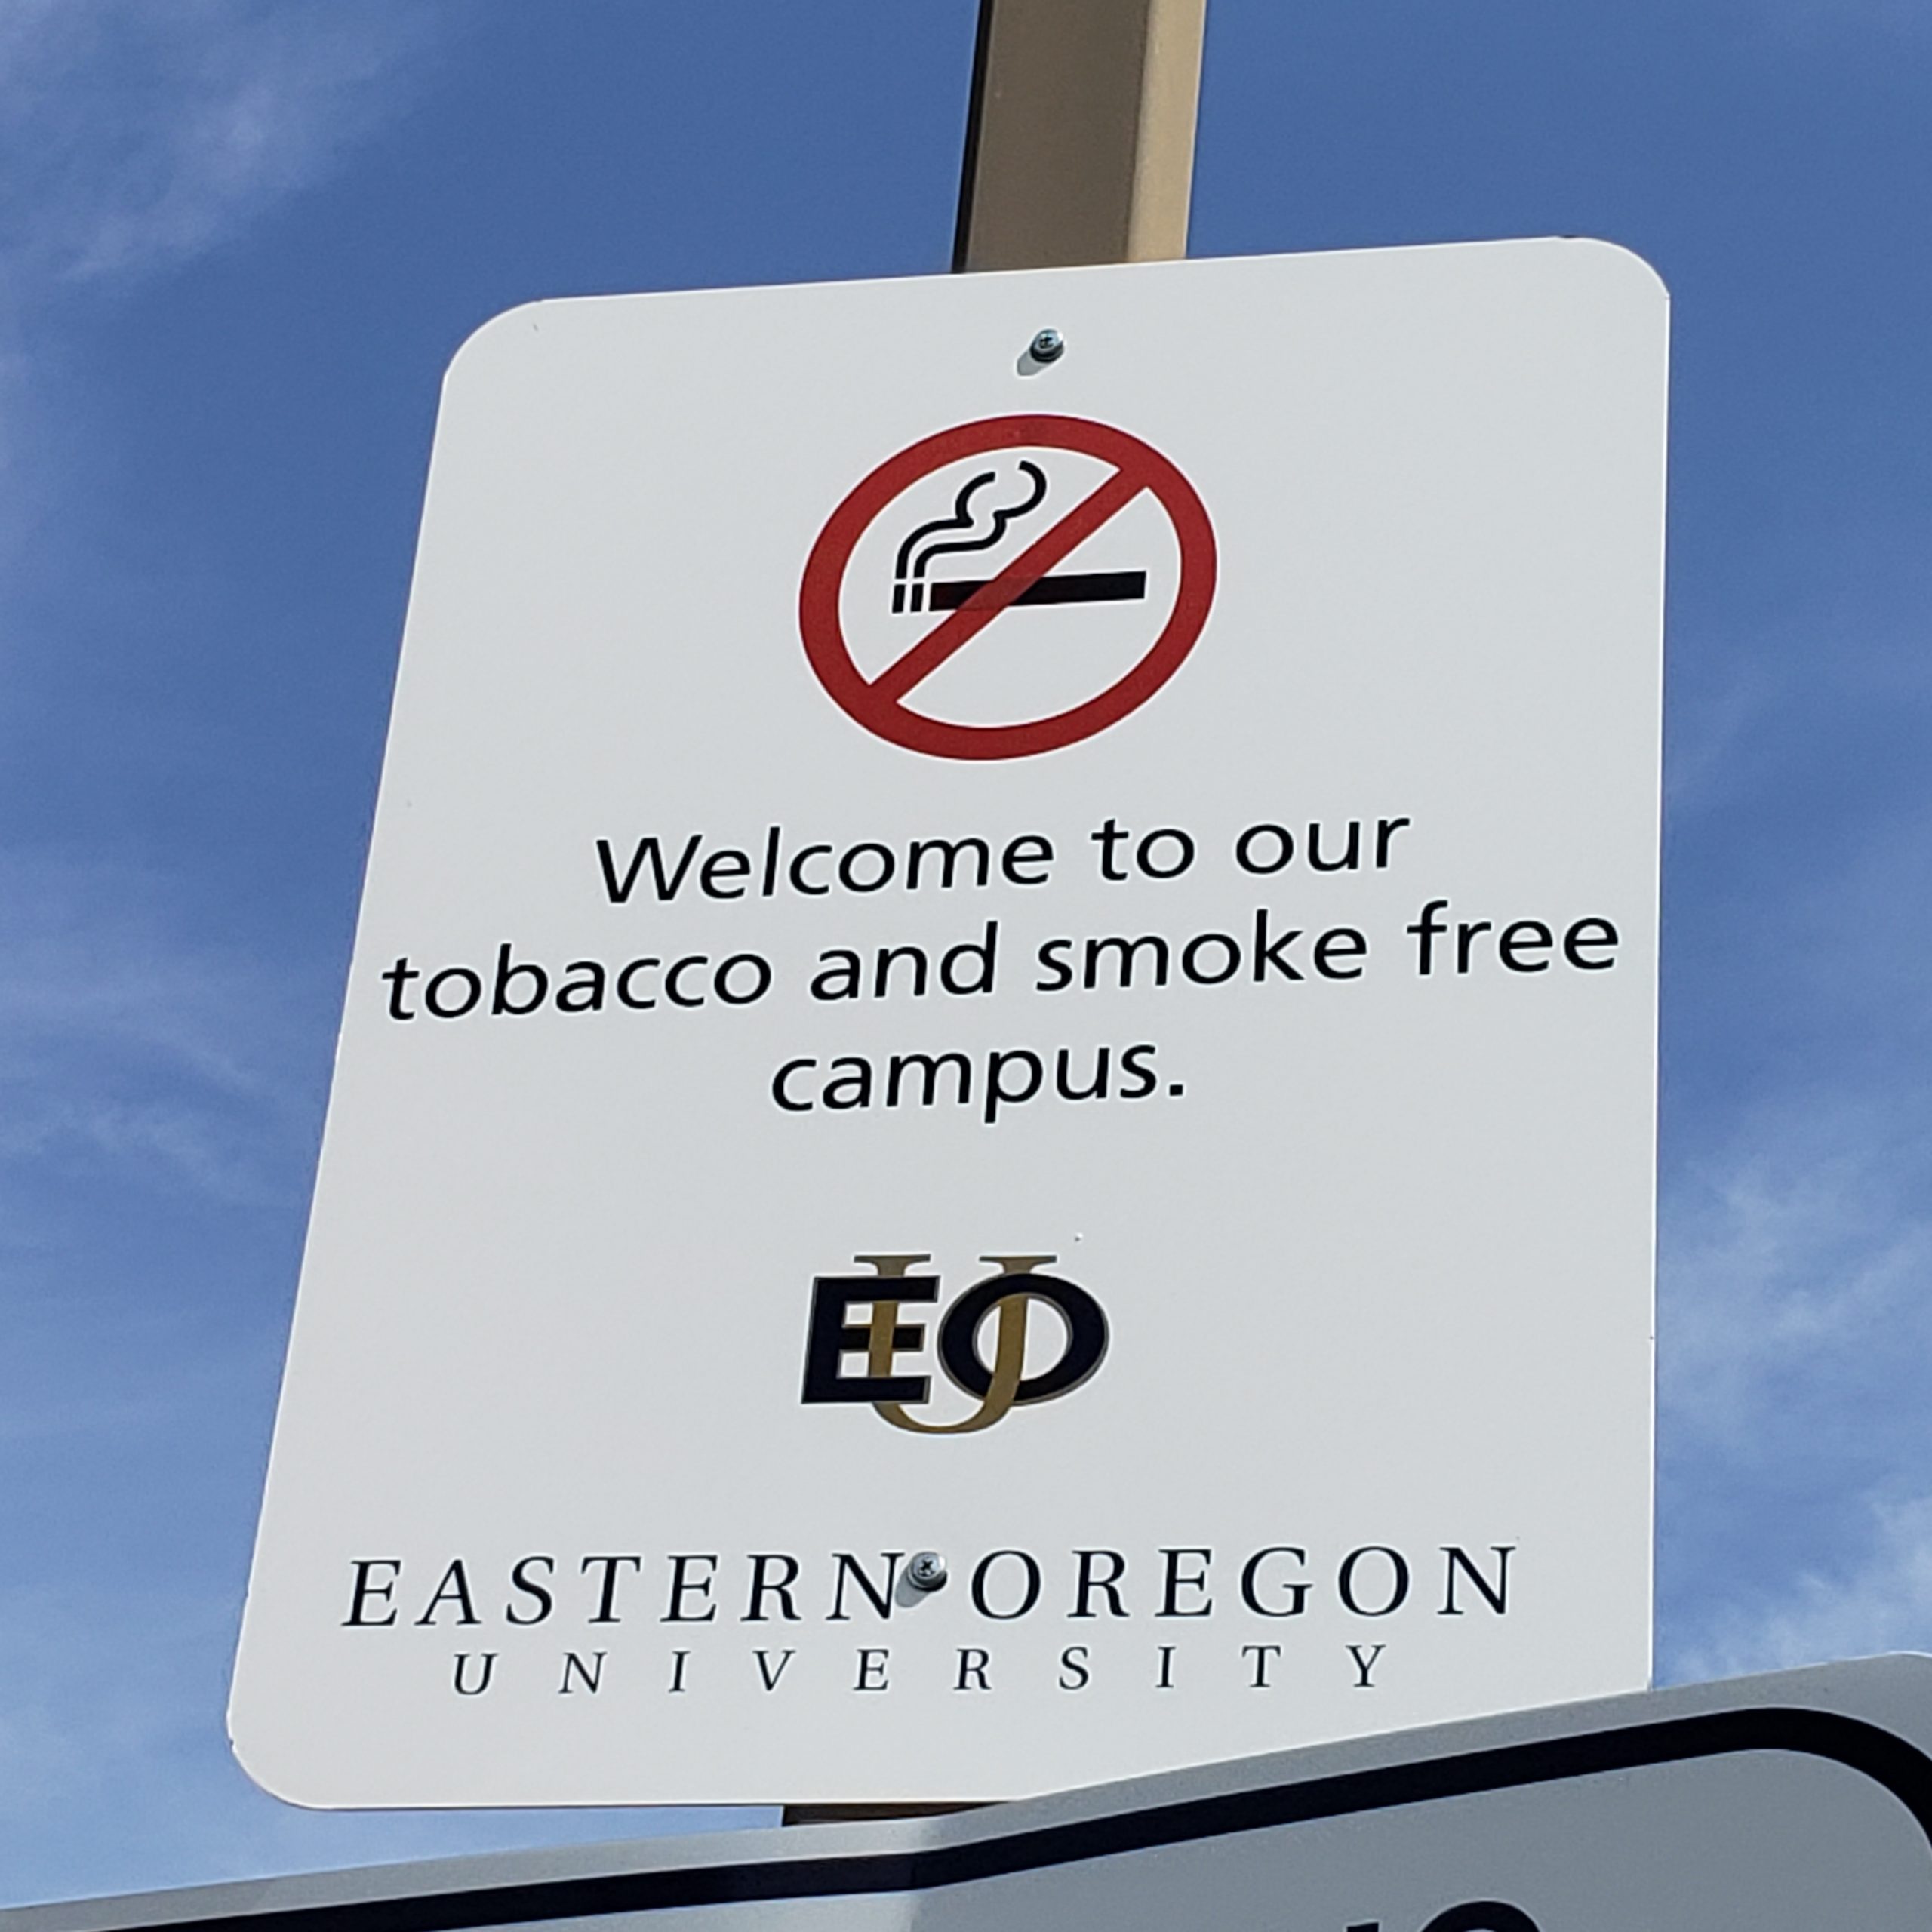 Welcome to our
tobacco and smoke free
campus.
EOU
EASTERN OREGON
UNIVERSITY